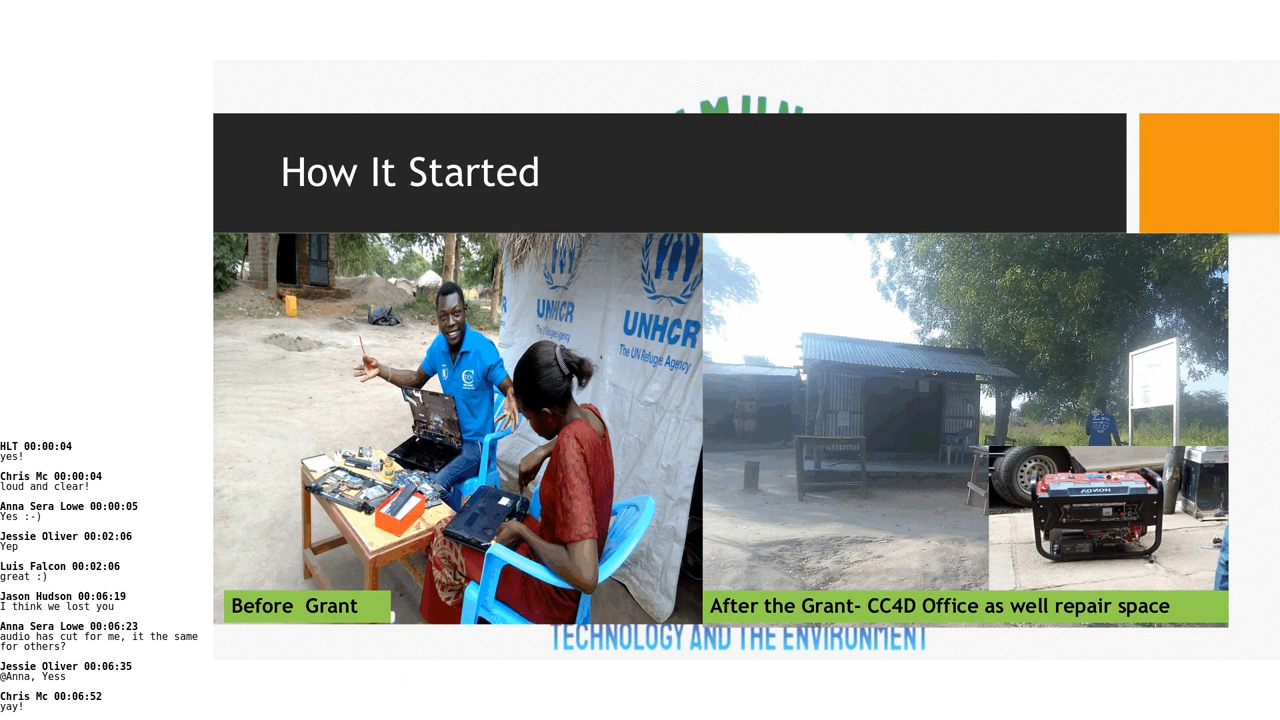 How It Started
UNHCR
The UN Refugee Agency
UNHCR
The UN Refugee Agency
HONDA
Before  Grant
After the Grant- CC4D Office as well repair space
TECHNOLOGY AND THE ENVIRONMENT
HLT 00:00:04
yes!
Chris Mc 00:00:04
loud and clear!
Anna Sera Lowe 00:00:05
Yes :-)
Jessie Oliver 00:02:06
Yep
Luis Falcon 00:02:06
great :)
Jason Hudson 00:06:19
I think we lost you
Anna Sera Lowe 00:06:23
audio has cut for me, it the same
for others?
Jessie Oliver 00:06:35
@Anna, Yess
Chris Mc 00:06:52
yay!